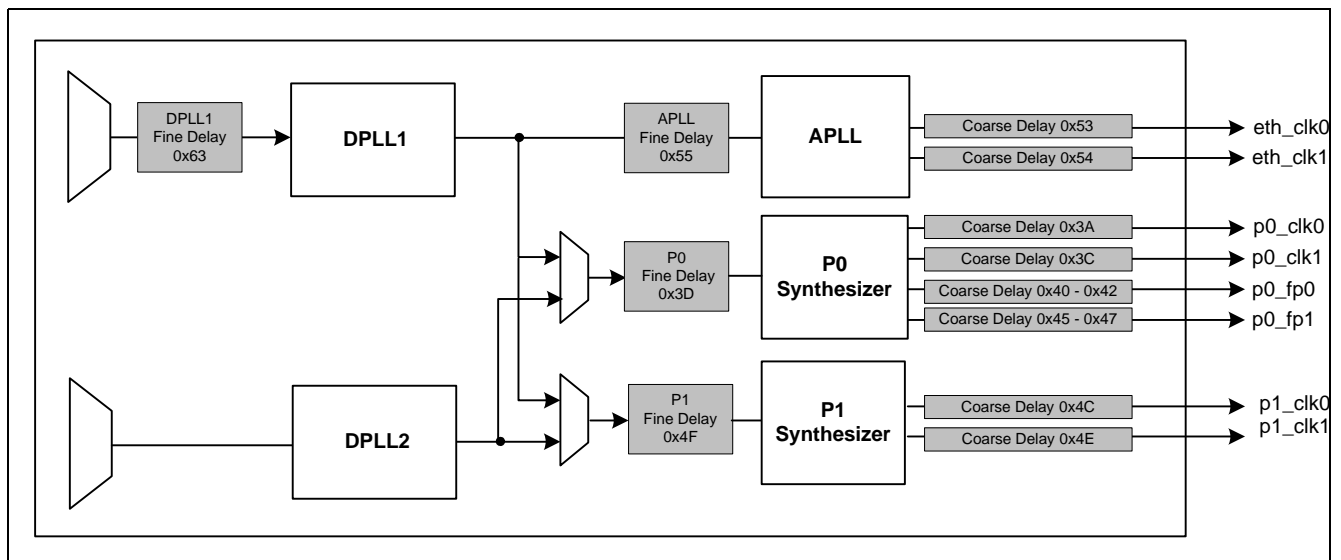 DPLL1
Fine Delay
0x63
DPLL1
APLL
Fine Delay
0x55
APLL
Coarse Delay 0x53
eth_clk0
Coarse Delay 0x54
eth_clk1
P0
Fine Delay
0x3D
P0
Synthesizer
Coarse Delay 0x3A
p0_clk0
Coarse Delay 0x3C
p0_clk1
Coarse Delay 0x40 - 0x42
p0_fp0
Coarse Delay 0x45 - 0x47
p0_fp1
DPLL2
P1
Fine Delay
0x4F
P1
Synthesizer
Coarse Delay 0x4C
p1_clk0
Coarse Delay 0x4E
p1_clk1